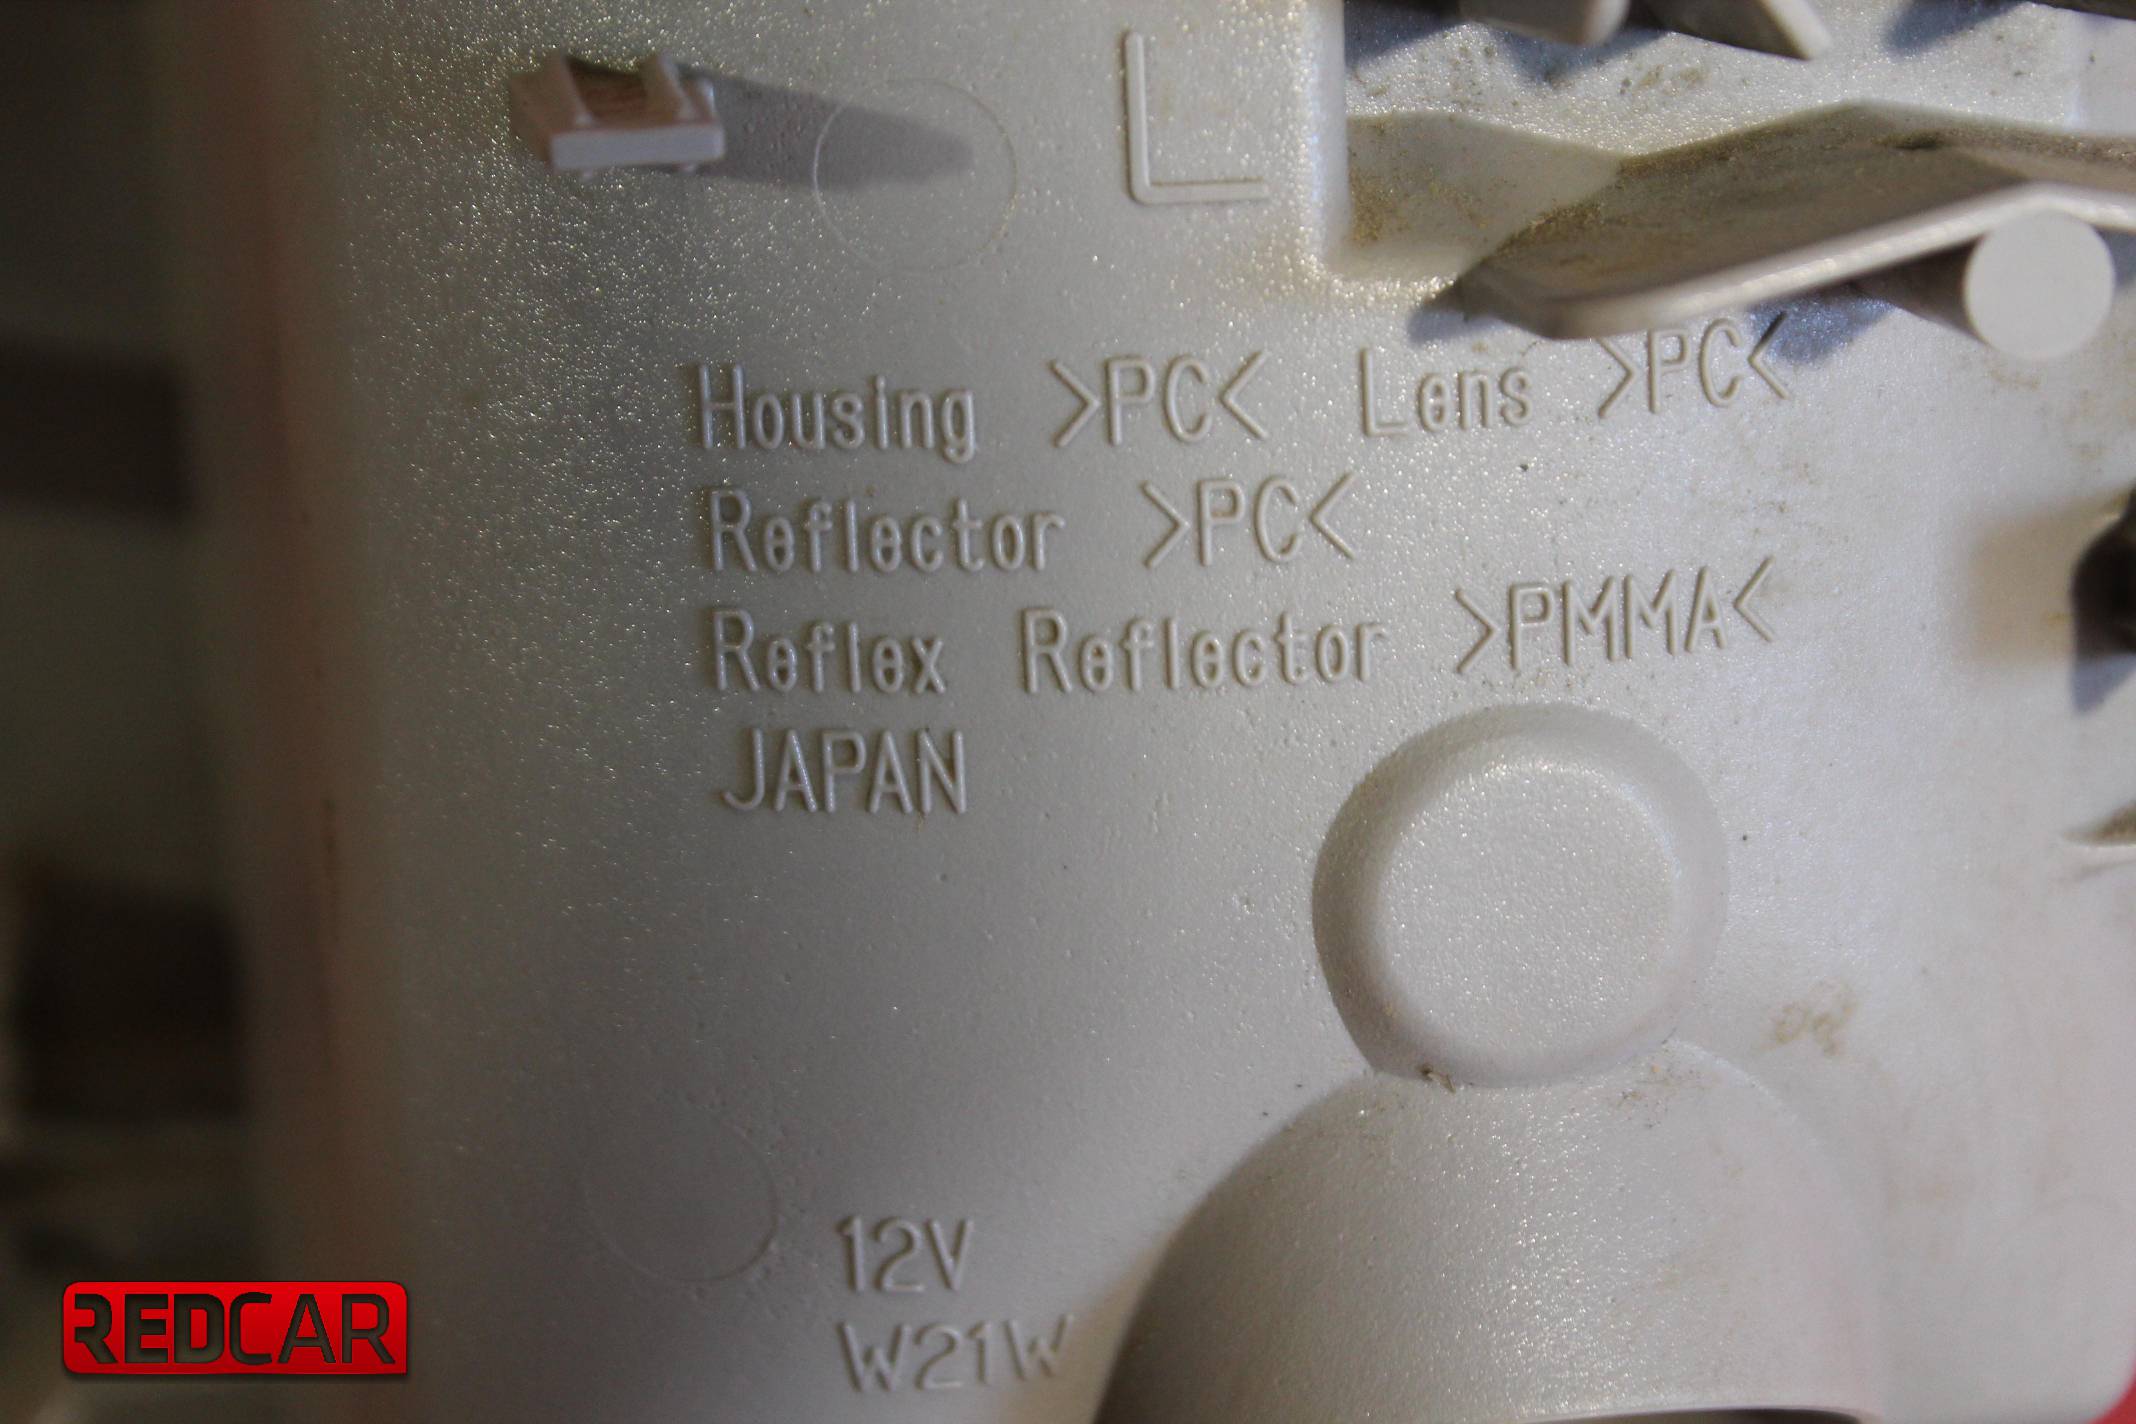 L
Housing >PC< Lens >PC<
Reflector >PC<
Reflex Reflector >PMMA<
JAPAN
12V
W21W
REDCAR